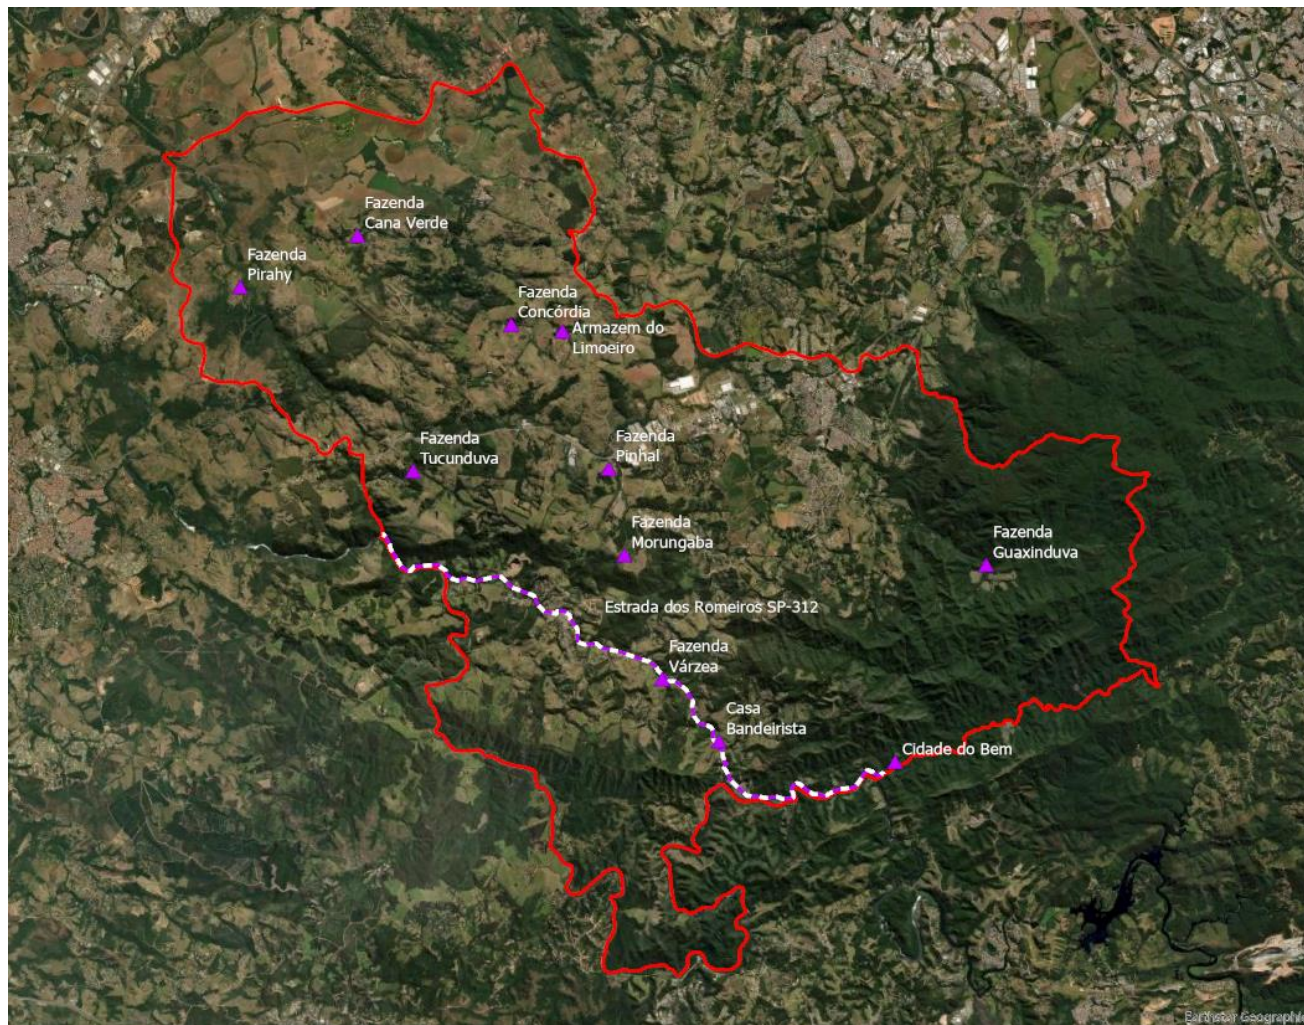 Fazenda
Cana Verde
Fazenda
Pirahy
Fazenda
Concórdia
Armazem do
Limoeiro
Fazenda
Tucunduva
Fazenda
Pinhal
Fazenda
Morungaba
Fazenda
Guaxinduva
Estrada dos Romeiros SP-312
Fazenda
Várzea
Casa
Bandeirista
Cidade do Bem
Earthstar Geographic